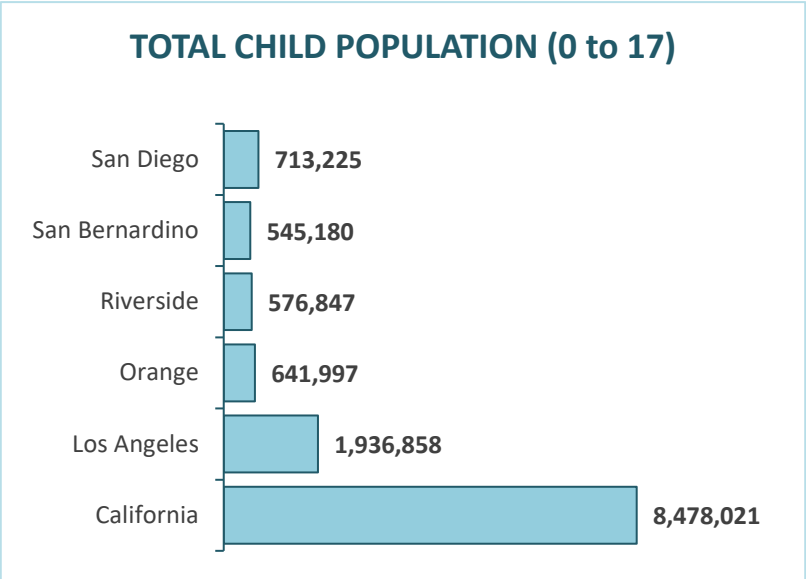 TOTAL CHILD POPULATION (0 to 17)
San Diego 713,225
San Bernardino 545,180
Riverside 576,847
Orange 641,997
Los Angeles 1,936,858
California 8,478,021